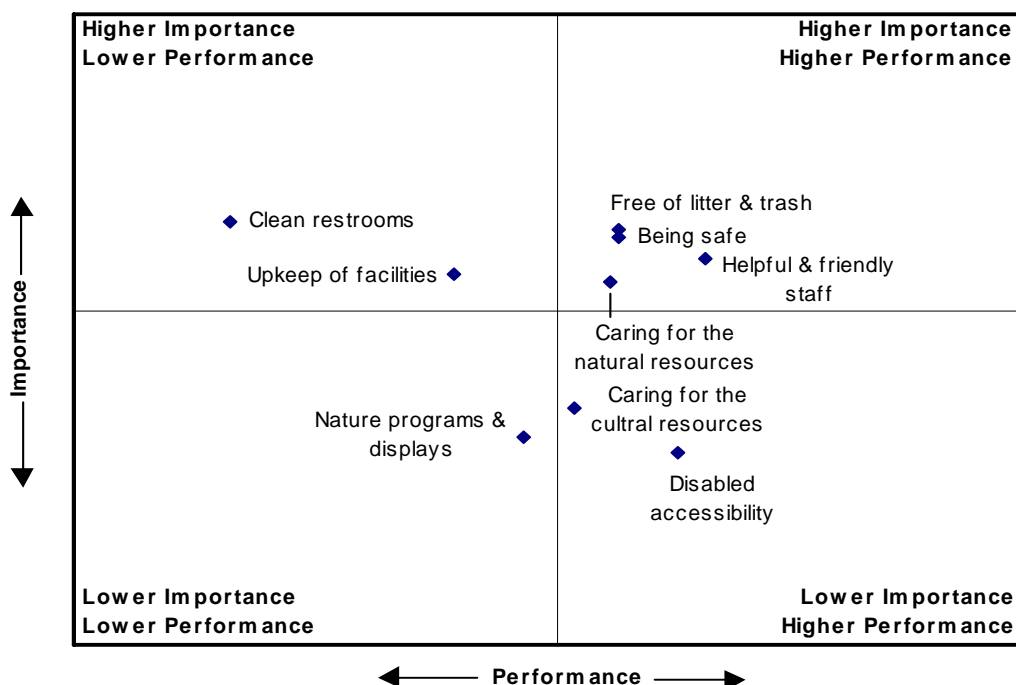 Higher Importance
Lower Performance
Higher Importance
Higher Performance
Free of litter & trash
Clean restrooms
Being safe
Helpful & friendly
staff
Upkeep of facilities
Importance
Caring for the
natural resources
Caring for the
cultral resources
Nature programs &
displays
Disabled
accessibility
Lower Importance
Lower Performance
Lower Importance
Higher Performance
Performance